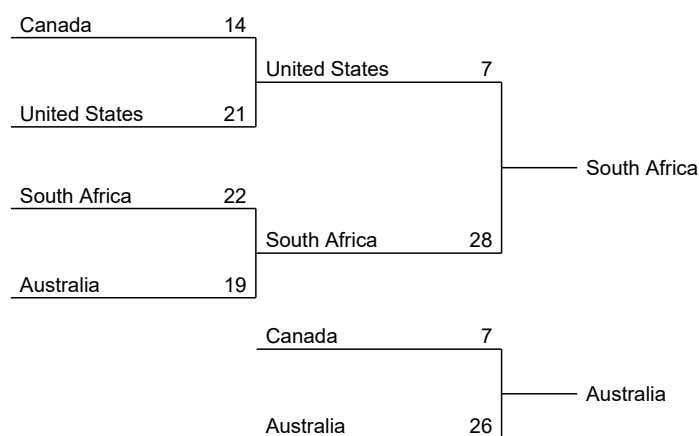 Canada 14
United States 7
United States 21
South Africa
South Africa 22
South Africa 28
Australia 19
Canada 7
Australia
Australia 26